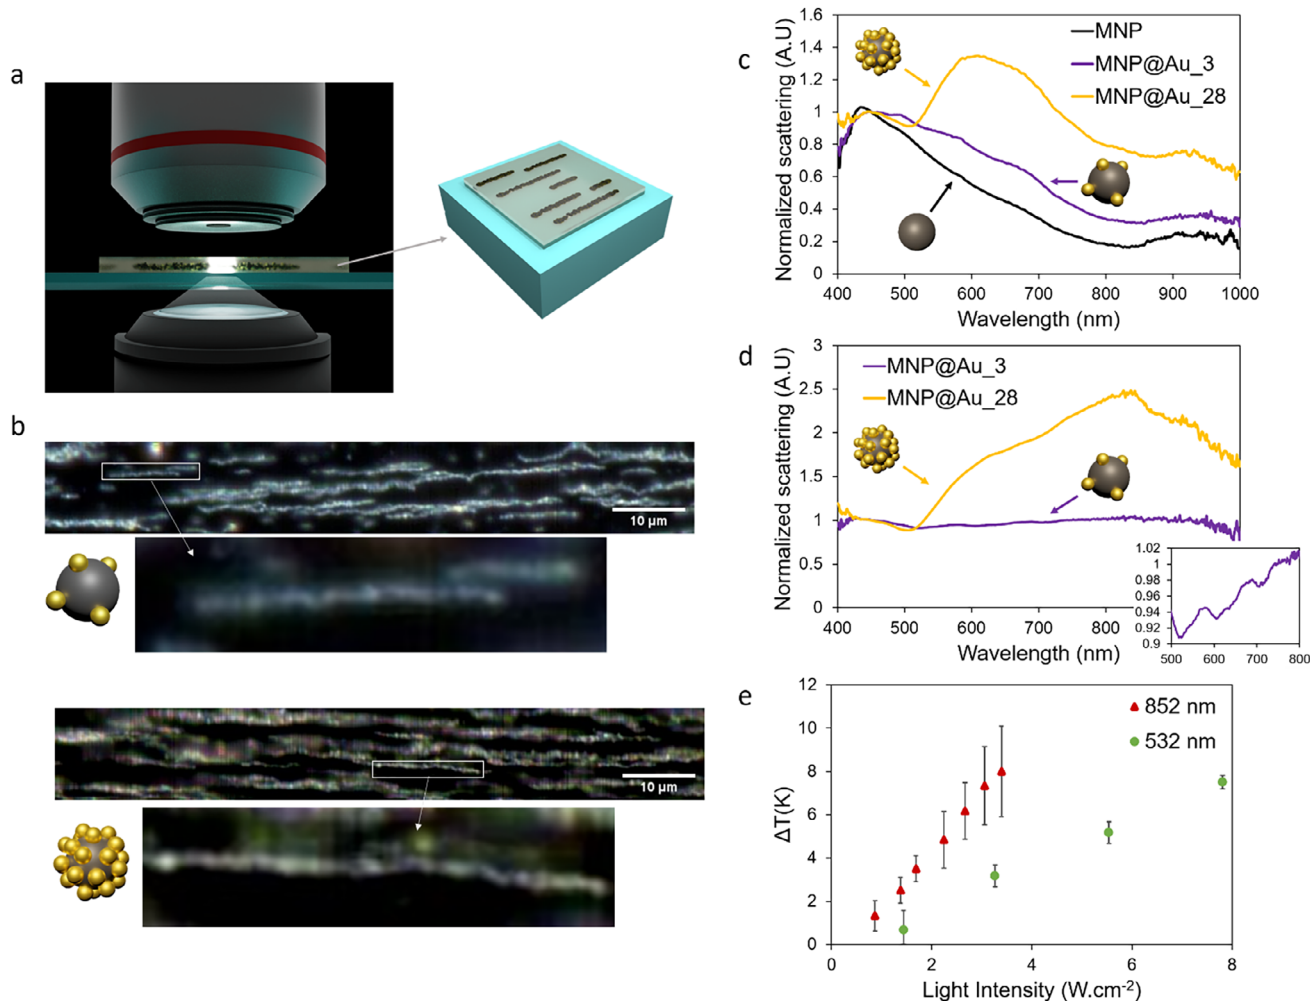 a
b
10 µm
10 µm
c
Normalized scattering (A.U)
1.6
1.4
1.2
1
0.8
0.6
0.4
0.2
0
MNP
MNP@Au_3
MNP@Au_28
400 500 600 700 800 900 1000
Wavelength (nm)
d
Normalized scattering (A.U)
3
2.5
2
1.5
1
0.5
0
MNP@Au_3
MNP@Au_28
400 500 600 700 800
Wavelength (nm)
1.02
1
0.98
0.96
0.94
0.92
0.9
500 600 700 800
e
ΔT(K)
12
10
8
6
4
2
0
852 nm
532 nm
0 2 4 6 8
Light Intensity (W.cm⁻²)